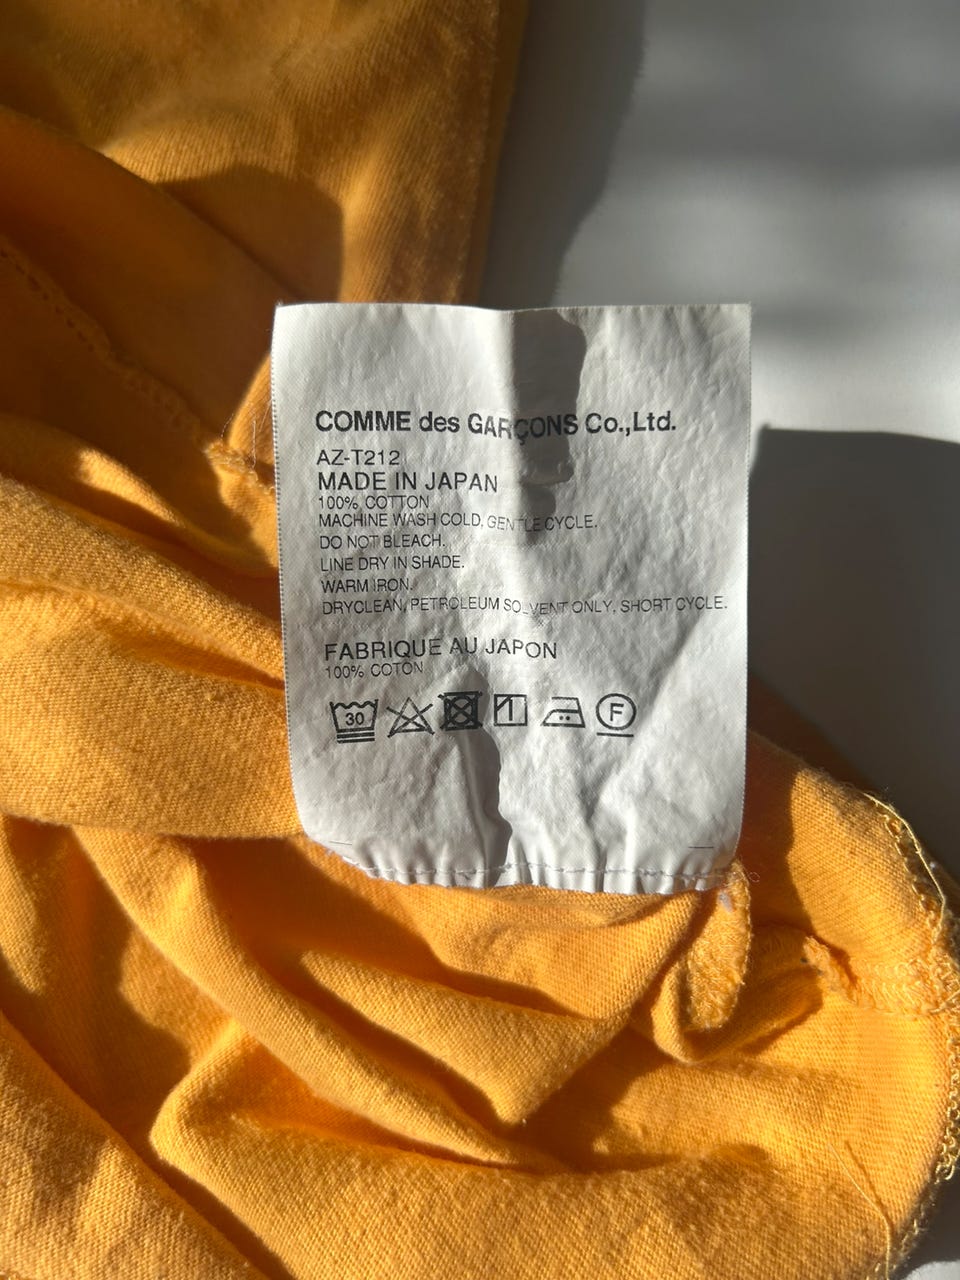 COMME des GARÇONS Co.,Ltd.
AZ-T212
MADE IN JAPAN
100% COTTON
MACHINE WASH COLD, GENTLE CYCLE.
DO NOT BLEACH.
LINE DRY IN SHADE.
WARM IRON.
DRYCLEAN, PETROLEUM SOLVENT ONLY, SHORT CYCLE.
FABRIQUE AU JAPON
100% COTON
30 F